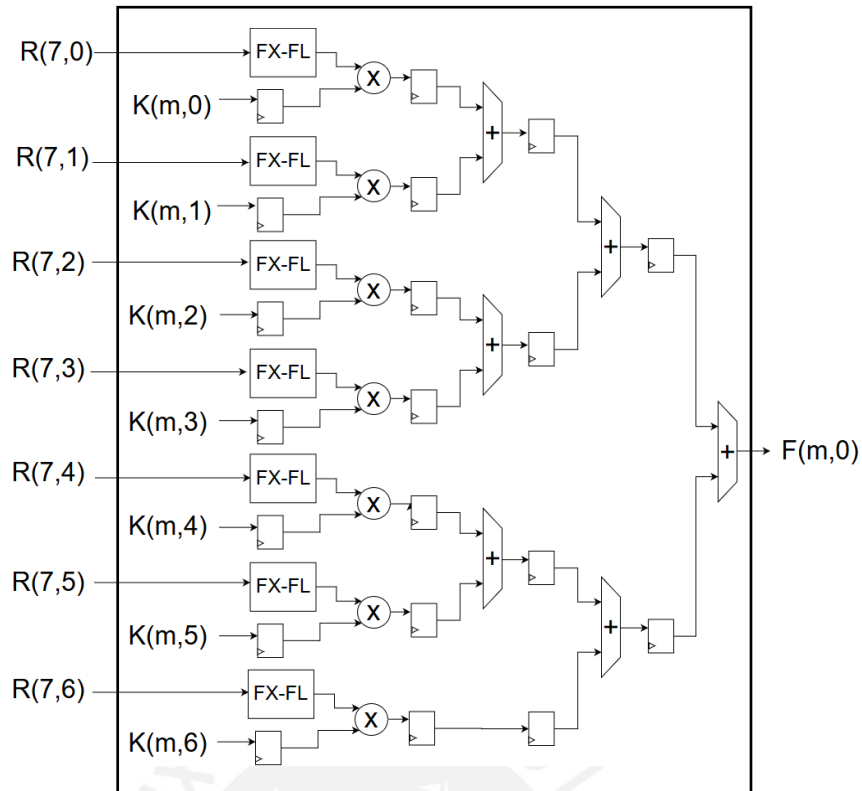 R(7,0)
FX-FL
X
K(m,0)
+
R(7,1)
FX-FL
X
K(m,1)
+
R(7,2)
FX-FL
X
K(m,2)
+
R(7,3)
FX-FL
X
K(m,3)
+
F(m,0)
R(7,4)
FX-FL
X
K(m,4)
+
R(7,5)
FX-FL
X
K(m,5)
+
R(7,6)
FX-FL
X
K(m,6)